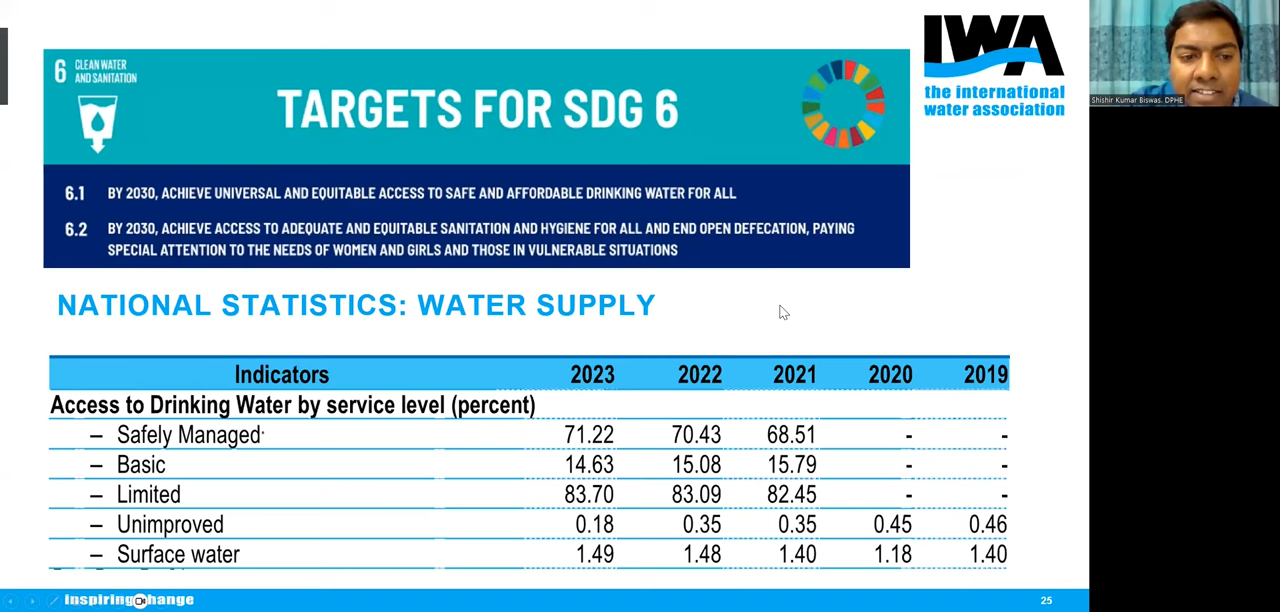 6 CLEAN WATER
AND SANITATION
TARGETS FOR SDG 6
6.1 BY 2030, ACHIEVE UNIVERSAL AND EQUITABLE ACCESS TO SAFE AND AFFORDABLE DRINKING WATER FOR ALL
6.2 BY 2030, ACHIEVE ACCESS TO ADEQUATE AND EQUITABLE SANITATION AND HYGIENE FOR ALL AND END OPEN DEFECATION, PAYING
SPECIAL ATTENTION TO THE NEEDS OF WOMEN AND GIRLS AND THOSE IN VULNERABLE SITUATIONS
IWA
the international
water association
Shishir Kumar Biswas. DPHE
NATIONAL STATISTICS: WATER SUPPLY
Indicators 2023 2022 2021 2020 2019
Access to Drinking Water by service level (percent)
– Safely Managed 71.22 70.43 68.51 - -
– Basic 14.63 15.08 15.79 - -
– Limited 83.70 83.09 82.45 - -
– Unimproved 0.18 0.35 0.35 0.45 0.46
– Surface water 1.49 1.48 1.40 1.18 1.40
inspiring change 25